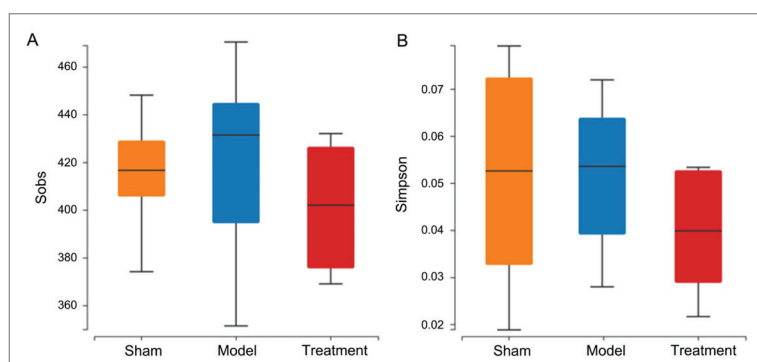 A
Sobs
460
440
420
400
380
360
Sham Model Treatment
B
Simpson
0.07
0.06
0.05
0.04
0.03
0.02
Sham Model Treatment